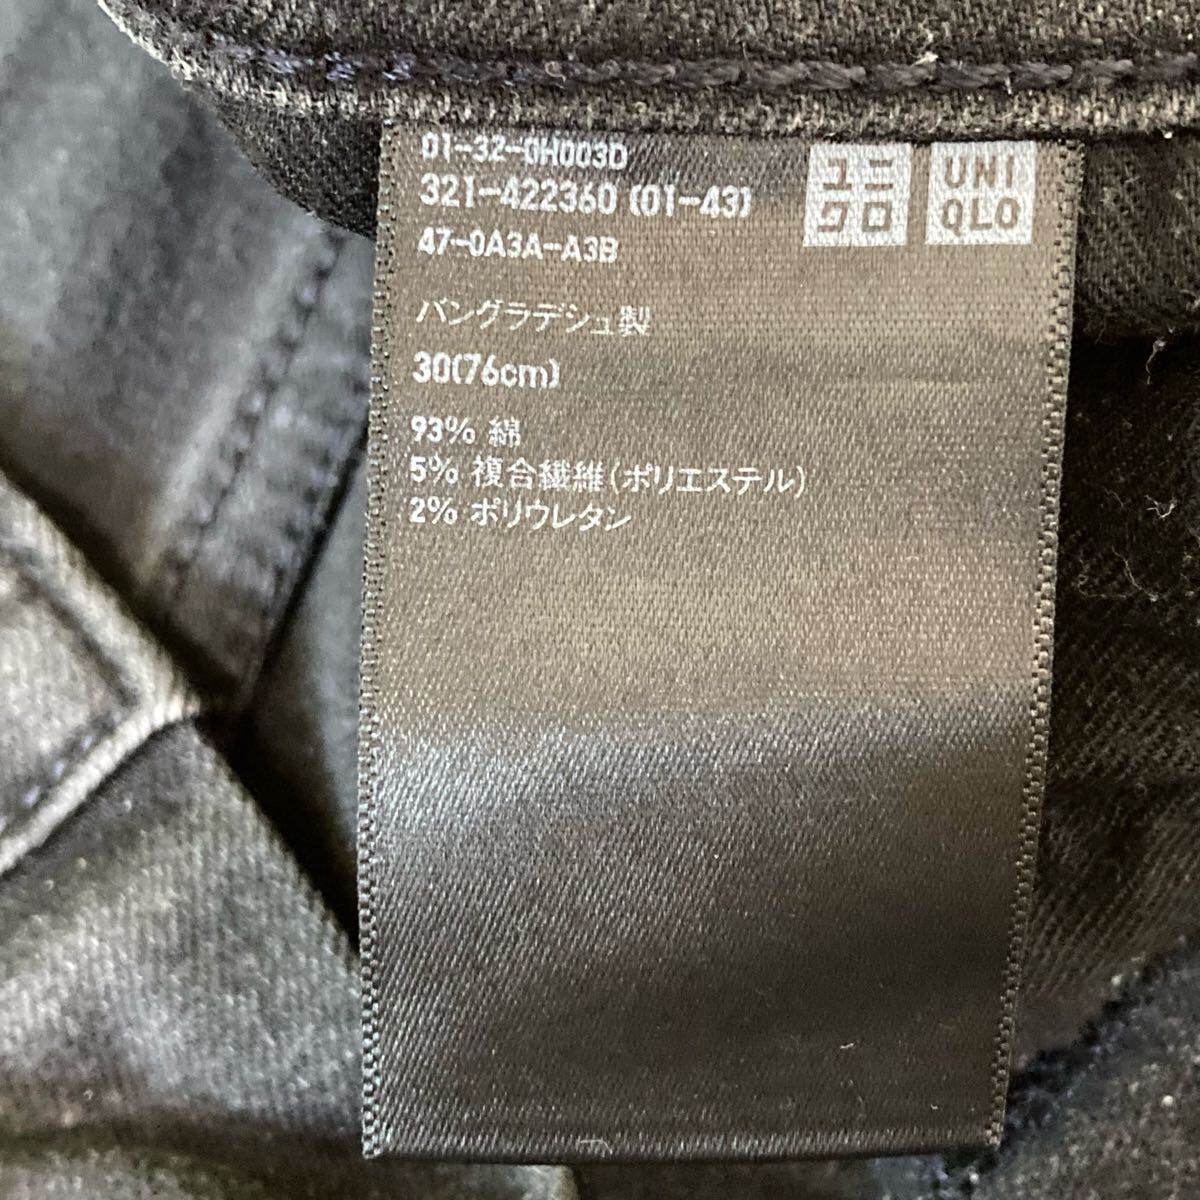 01-32-0H003D
321-422360 (01-43)
47-0A3A-A3B
ユニ
クロ
UNI
QLO
バングラデシュ製
30(76cm)
93% 綿
5% 複合繊維(ポリエステル)
2% ポリウレタン